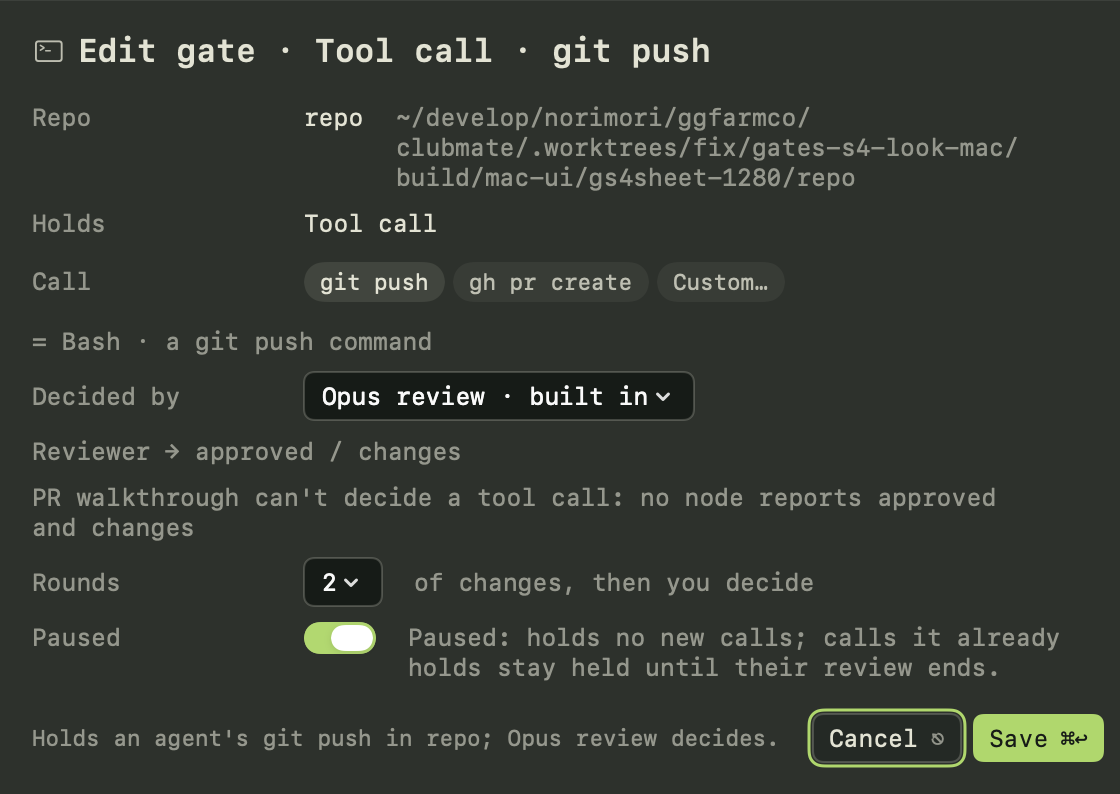 Edit gate · Tool call · git push
Repo repo ~/develop/norimori/ggfarmco/
clubmate/.worktrees/fix/gates-s4-look-mac/
build/mac-ui/gs4sheet-1280/repo
Holds Tool call
Call git push gh pr create Custom…
= Bash · a git push command
Decided by Opus review · built in
Reviewer → approved / changes
PR walkthrough can't decide a tool call: no node reports approved
and changes
Rounds 2 of changes, then you decide
Paused Paused: holds no new calls; calls it already
holds stay held until their review ends.
Holds an agent's git push in repo; Opus review decides. Cancel ⎋ Save ⌘↩